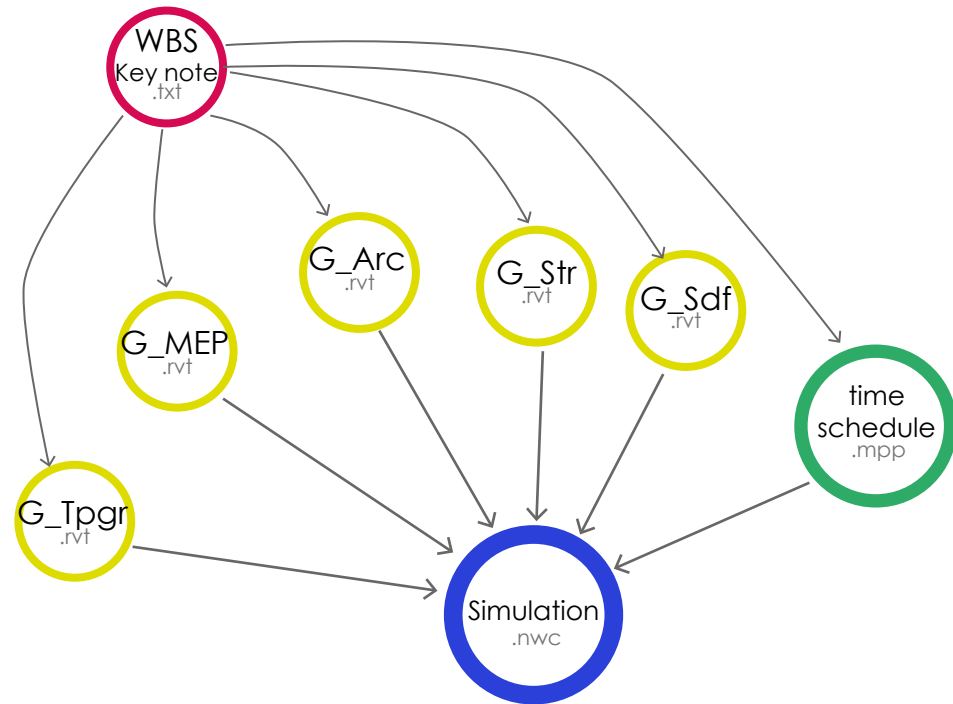 WBS
Key note
.txt
G_Arc
.rvt
G_Str
.rvt
G_Sdf
.rvt
G_MEP
.rvt
time
schedule
.mpp
G_Tpgr
.rvt
Simulation
.nwc